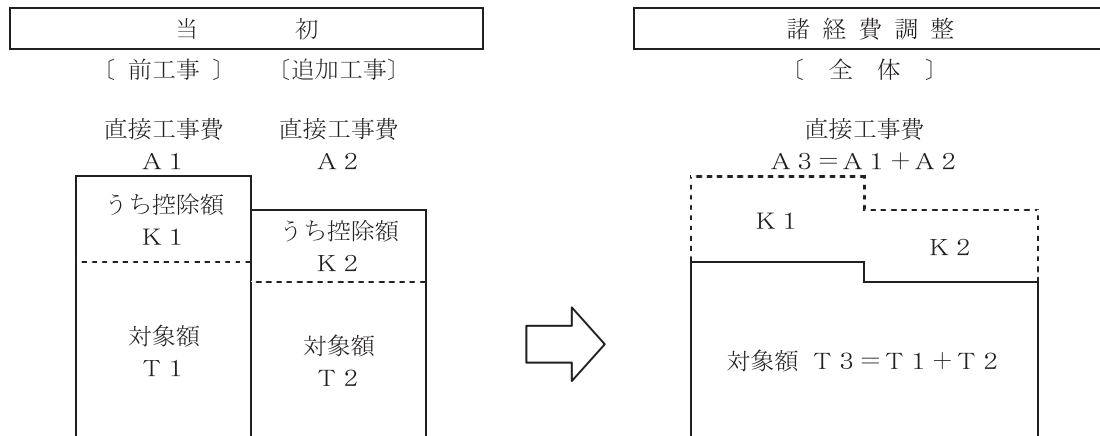 当　　初
諸 経 費 調 整
〔 前工事 〕
〔追加工事〕
〔　全　体　〕
直接工事費
Ａ１
直接工事費
Ａ２
直接工事費
Ａ３＝Ａ１＋Ａ２
うち控除額
Ｋ１
うち控除額
Ｋ２
Ｋ１
Ｋ２
対象額
Ｔ１
対象額
Ｔ２
対象額 Ｔ３＝Ｔ１＋Ｔ２